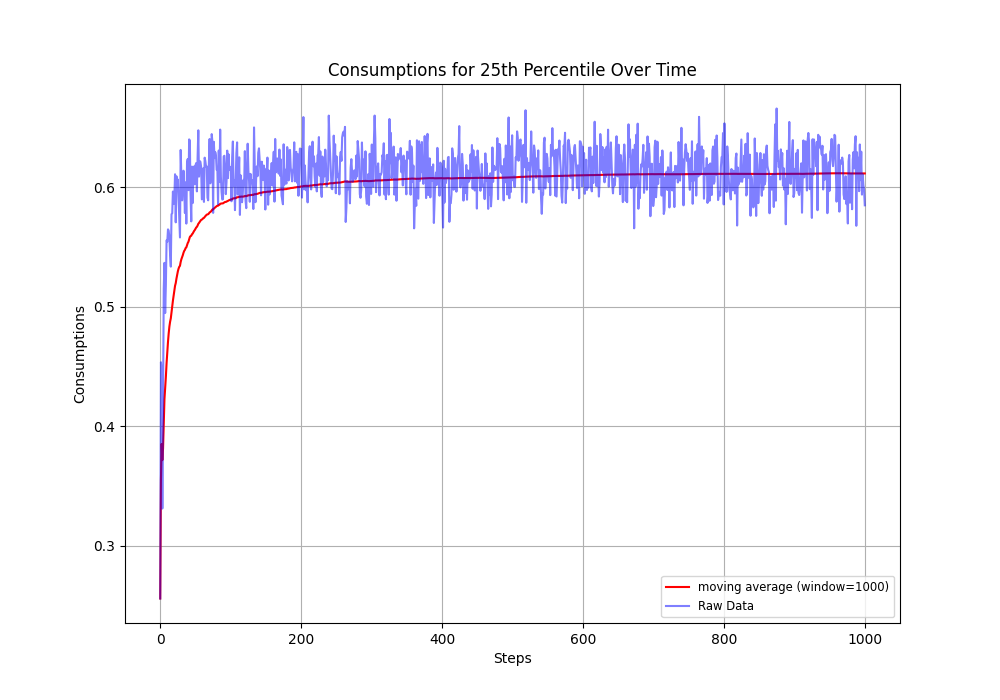 Consumptions for 25th Percentile Over Time
Consumptions
0.6
0.5
0.4
0.3
0
200
400
600
800
1000
Steps
moving average (window=1000)
Raw Data